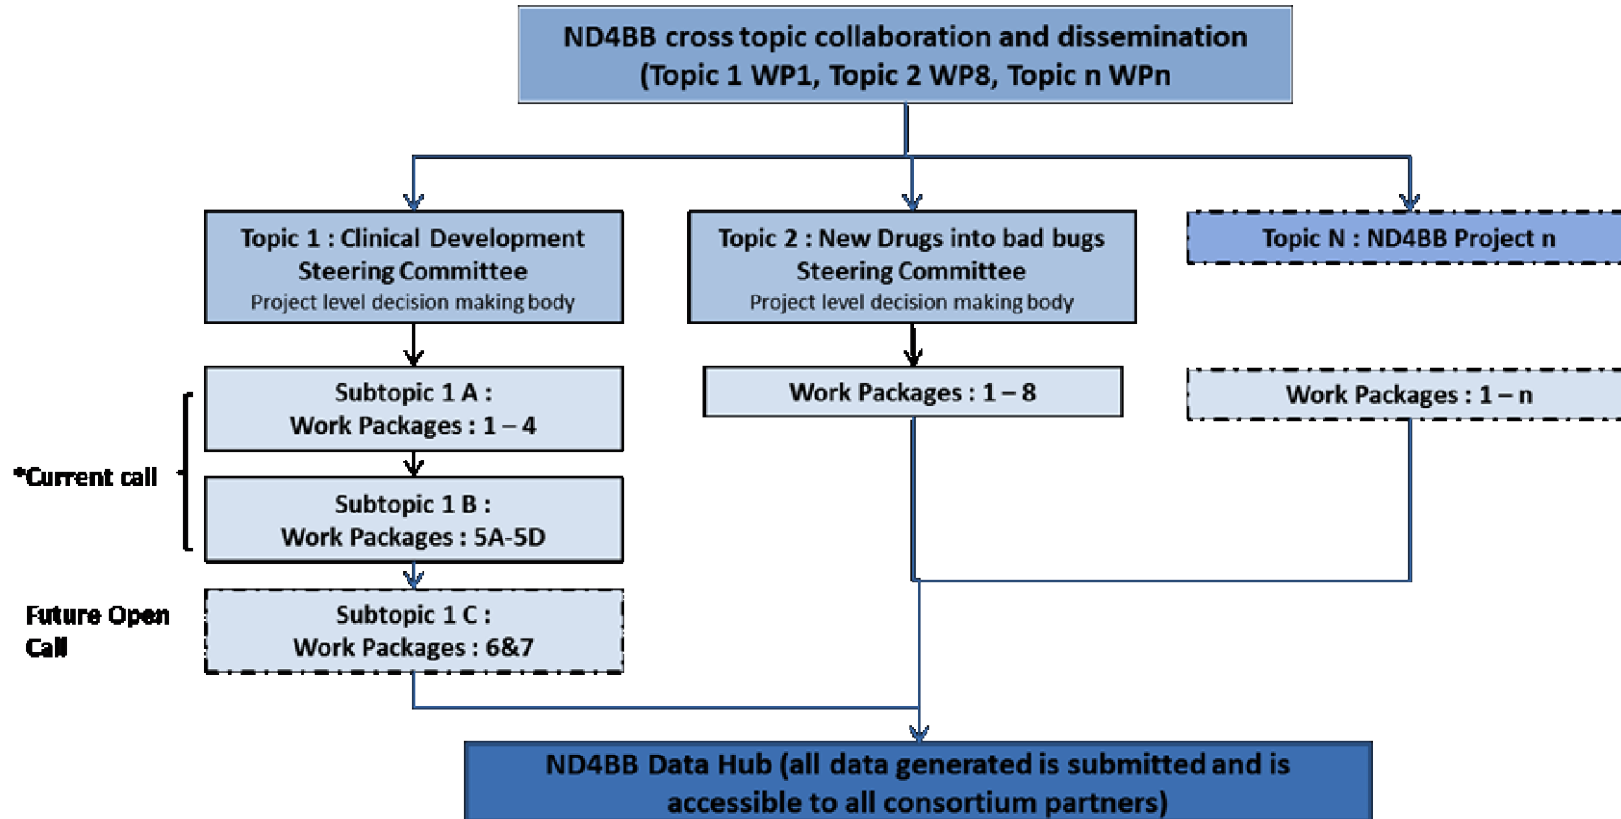 ND4BB cross topic collaboration and dissemination
(Topic 1 WP1, Topic 2 WP8, Topic n WPn
Topic 1 : Clinical Development
Steering Committee
Project level decision making body
Topic 2 : New Drugs into bad bugs
Steering Committee
Project level decision making body
Topic N : ND4BB Project n
Subtopic 1 A :
Work Packages : 1 – 4
Work Packages : 1 – 8
Work Packages : 1 – n
*Current call
Subtopic 1 B :
Work Packages : 5A-5D
Future Open
Call
Subtopic 1 C :
Work Packages : 6&7
ND4BB Data Hub (all data generated is submitted and is
accessible to all consortium partners)